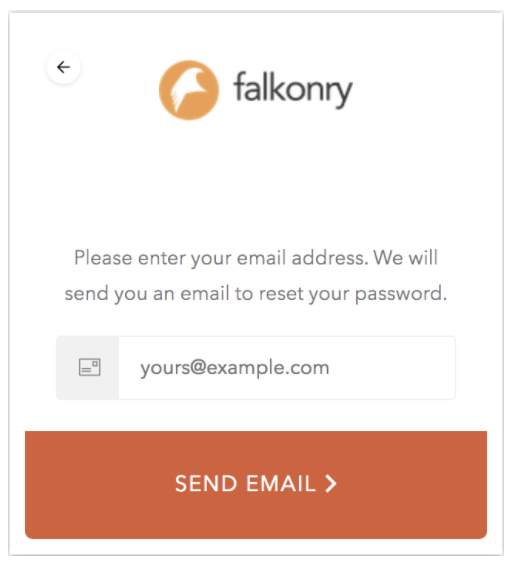 falkonry
Please enter your email address. We will
send you an email to reset your password.
yours@example.com
SEND EMAIL